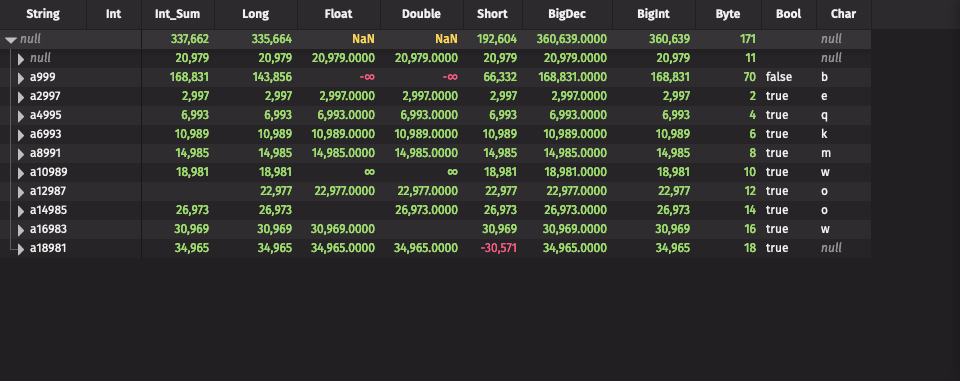 String Int Int_Sum Long Float Double Short BigDec BigInt Byte Bool Char
null 337,662 335,664 NaN NaN 192,604 360,639.0000 360,639 171 null
null 20,979 20,979 20,979.0000 20,979.0000 20,979 20,979.0000 20,979 11 null
a999 168,831 143,856 -∞ -∞ 66,332 168,831.0000 168,831 70 false b
a2997 2,997 2,997 2,997.0000 2,997.0000 2,997 2,997.0000 2,997 2 true e
a4995 6,993 6,993 6,993.0000 6,993.0000 6,993 6,993.0000 6,993 4 true q
a6993 10,989 10,989 10,989.0000 10,989.0000 10,989 10,989.0000 10,989 6 true k
a8991 14,985 14,985 14,985.0000 14,985.0000 14,985 14,985.0000 14,985 8 true m
a10989 18,981 18,981 ∞ ∞ 18,981 18,981.0000 18,981 10 true w
a12987 22,977 22,977.0000 22,977.0000 22,977 22,977.0000 22,977 12 true o
a14985 26,973 26,973 26,973.0000 26,973 26,973.0000 26,973 14 true o
a16983 30,969 30,969 30,969.0000 30,969 30,969.0000 30,969 16 true w
a18981 34,965 34,965 34,965.0000 34,965.0000 -30,571 34,965.0000 34,965 18 true null